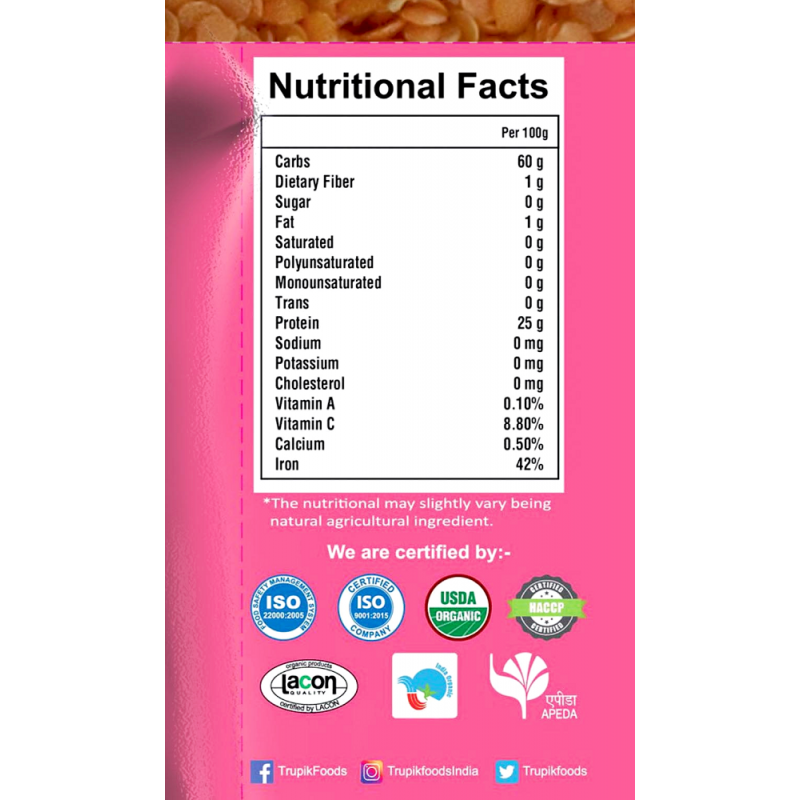 Nutritional Facts
Per 100g
Carbs 60 g
Dietary Fiber 1 g
Sugar 0 g
Fat 1 g
Saturated 0 g
Polyunsaturated 0 g
Monounsaturated 0 g
Trans 0 g
Protein 25 g
Sodium 0 mg
Potassium 0 mg
Cholesterol 0 mg
Vitamin A 0.10%
Vitamin C 8.80%
Calcium 0.50%
Iron 42%
*The nutritional may slightly vary being
natural agricultural ingredient.
We are certified by:-
FOOD SAFETY MANAGEMENT SYSTEM
ISO
22000:2005
CERTIFIED
ISO
9001:2015
COMPANY
USDA
ORGANIC
CERTIFIED
HACCP
CERTIFIED
organic products
lacon
QUALITY
certified by LACON
India Organic
एपीडा
APEDA
TrupikFoods
TrupikfoodsIndia
Trupikfoods